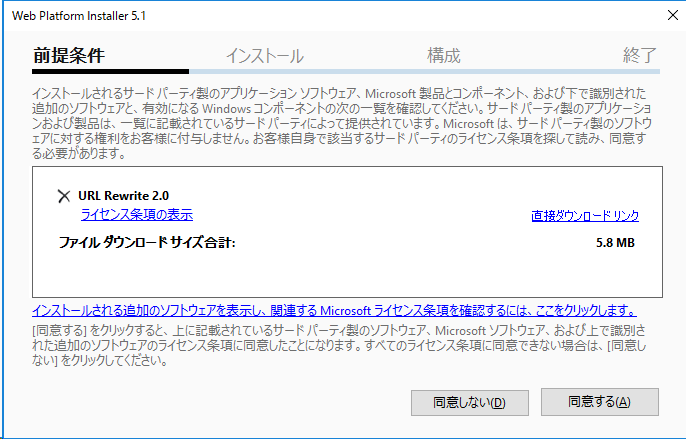 Web Platform Installer 5.1
前提条件 インストール 構成 終了
インストールされるサード パーティ製のアプリケーション ソフトウェア、Microsoft 製品とコンポーネント、および下で識別された
追加のソフトウェアと、有効になる Windows コンポーネントの次の一覧を確認してください。サード パーティ製のアプリケーショ
ンおよび製品は、一覧に記載されているサード パーティによって提供されています。Microsoft は、サード パーティ製のソフトウ
ェアに対する権利をお客様に付与しません。お客様自身で該当するサード パーティのライセンス条項を探して読み、同意す
る必要があります。
URL Rewrite 2.0
ライセンス条項の表示 直接ダウンロード リンク
ファイル ダウンロード サイズ合計: 5.8 MB
インストールされる追加のソフトウェアを表示し、関連する Microsoft ライセンス条項を確認するには、ここをクリックします。
[同意する] をクリックすると、上に記載されているサード パーティ製のソフトウェア、Microsoft ソフトウェア、および上で識別さ
れた追加のソフトウェアのライセンス条項に同意したことになります。すべてのライセンス条項に同意できない場合は、[同意し
ない] をクリックしてください。
同意しない(D) 同意する(A)